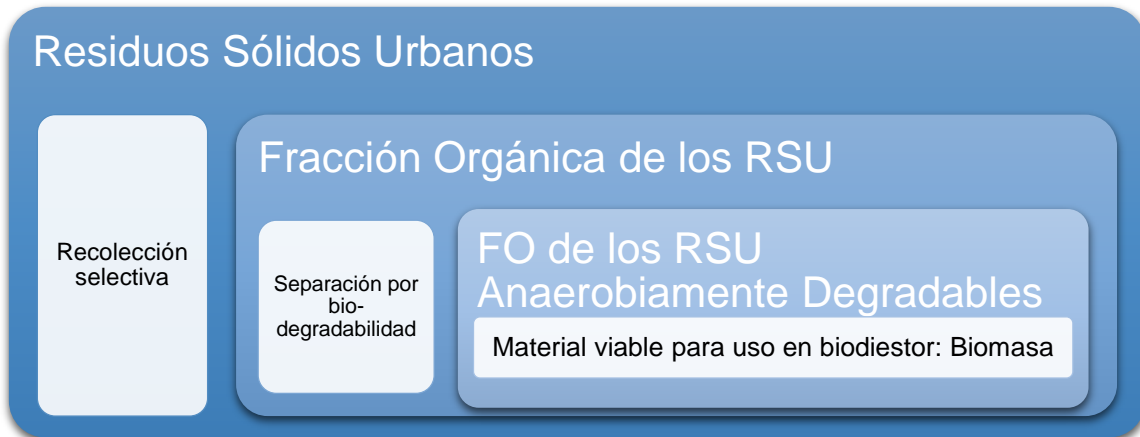 Residuos Sólidos Urbanos
Recolección
selectiva
Fracción Orgánica de los RSU
Separación por
bio-
degradabilidad
FO de los RSU
Anaerobiamente Degradables
Material viable para uso en biodiestor: Biomasa